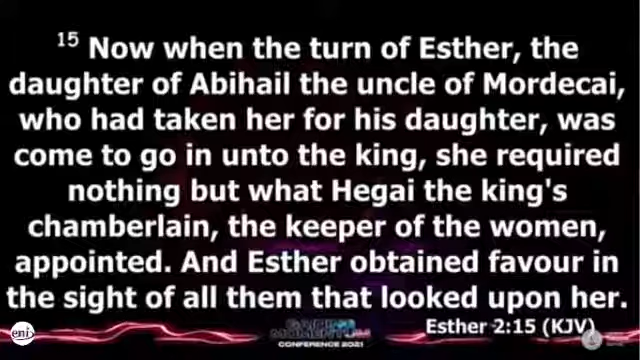 15 Now when the turn of Esther, the
daughter of Abihail the uncle of Mordecai,
who had taken her for his daughter, was
come to go in unto the king, she required
nothing but what Hegai the king's
chamberlain, the keeper of the women,
appointed. And Esther obtained favour in
the sight of all them that looked upon her.
Esther 2:15 (KJV)
eni
MOMENTUM
CONFERENCE 2021